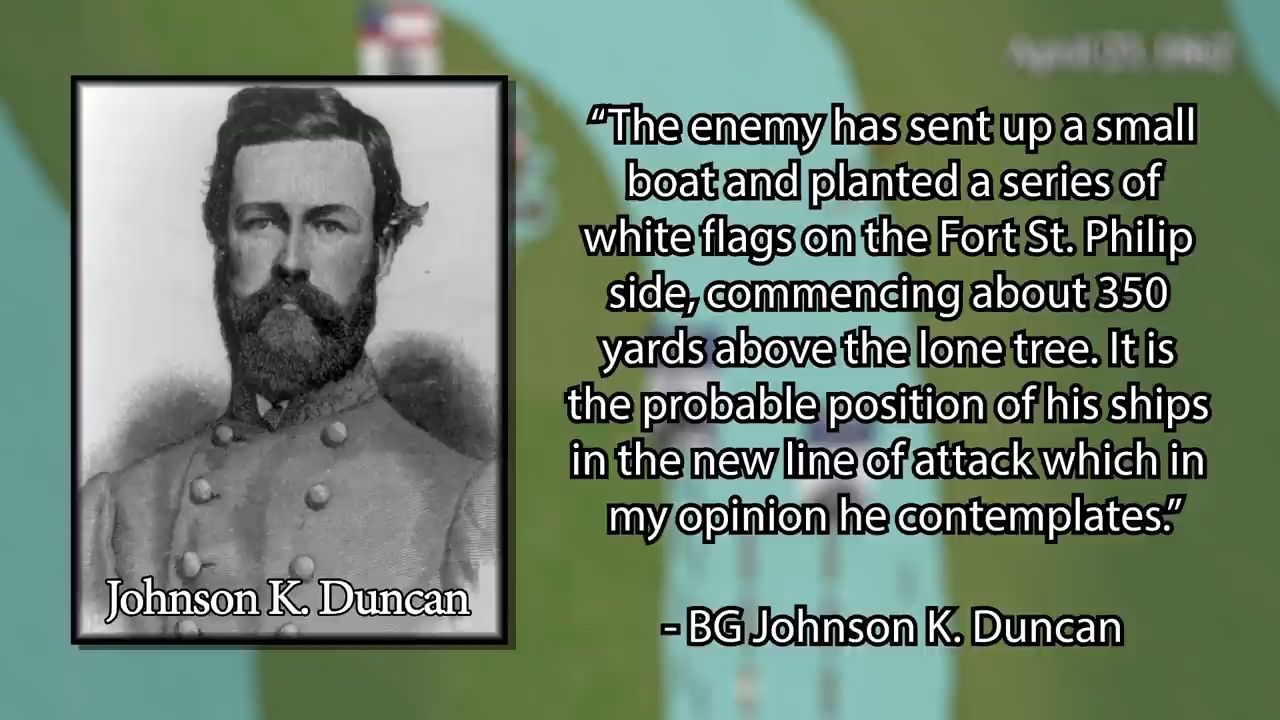 “The enemy has sent up a small
boat and planted a series of
white flags on the Fort St. Philip
side, commencing about 350
yards above the lone tree. It is
the probable position of his ships
in the new line of attack which in
my opinion he contemplates.”
- BG Johnson K. Duncan
Johnson K. Duncan